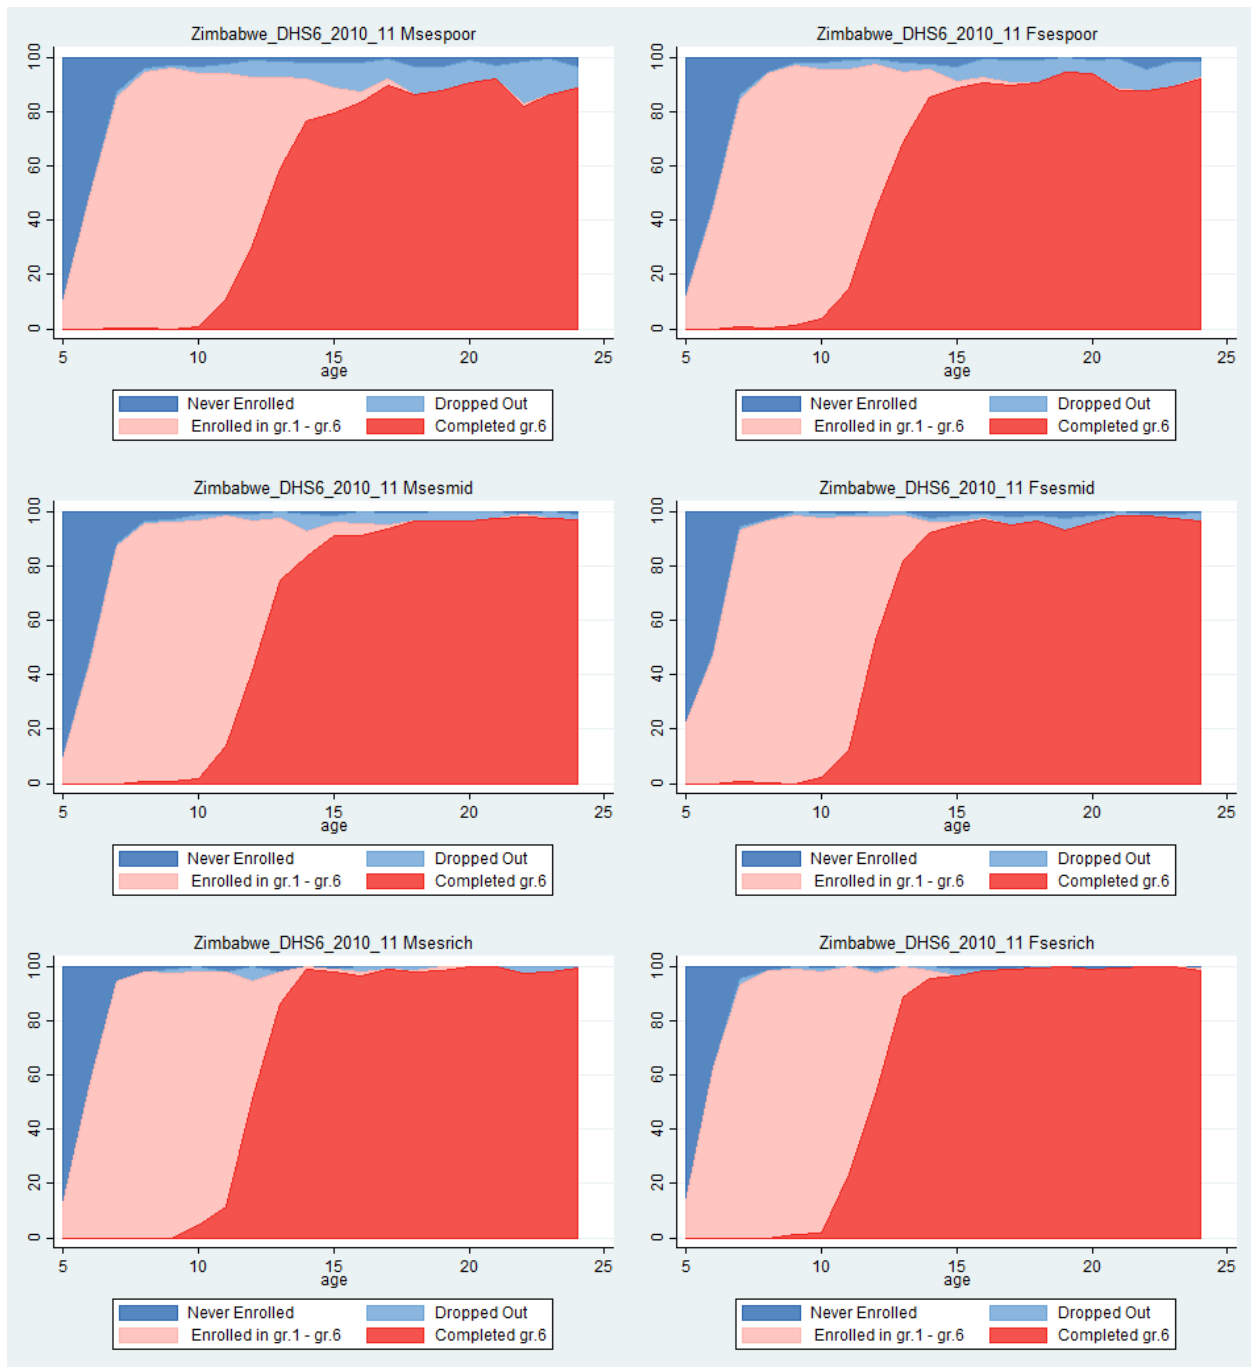 Zimbabwe_DHS6_2010_11 Msespoor
100
80
60
40
20
0
5 10 15 20 25
age
Never Enrolled Dropped Out
Enrolled in gr.1 - gr.6 Completed gr.6
Zimbabwe_DHS6_2010_11 Fsespoor
100
80
60
40
20
0
5 10 15 20 25
age
Never Enrolled Dropped Out
Enrolled in gr.1 - gr.6 Completed gr.6
Zimbabwe_DHS6_2010_11 Msesmid
100
80
60
40
20
0
5 10 15 20 25
age
Never Enrolled Dropped Out
Enrolled in gr.1 - gr.6 Completed gr.6
Zimbabwe_DHS6_2010_11 Fsesmid
100
80
60
40
20
0
5 10 15 20 25
age
Never Enrolled Dropped Out
Enrolled in gr.1 - gr.6 Completed gr.6
Zimbabwe_DHS6_2010_11 Msesrich
100
80
60
40
20
0
5 10 15 20 25
age
Never Enrolled Dropped Out
Enrolled in gr.1 - gr.6 Completed gr.6
Zimbabwe_DHS6_2010_11 Fsesrich
100
80
60
40
20
0
5 10 15 20 25
age
Never Enrolled Dropped Out
Enrolled in gr.1 - gr.6 Completed gr.6